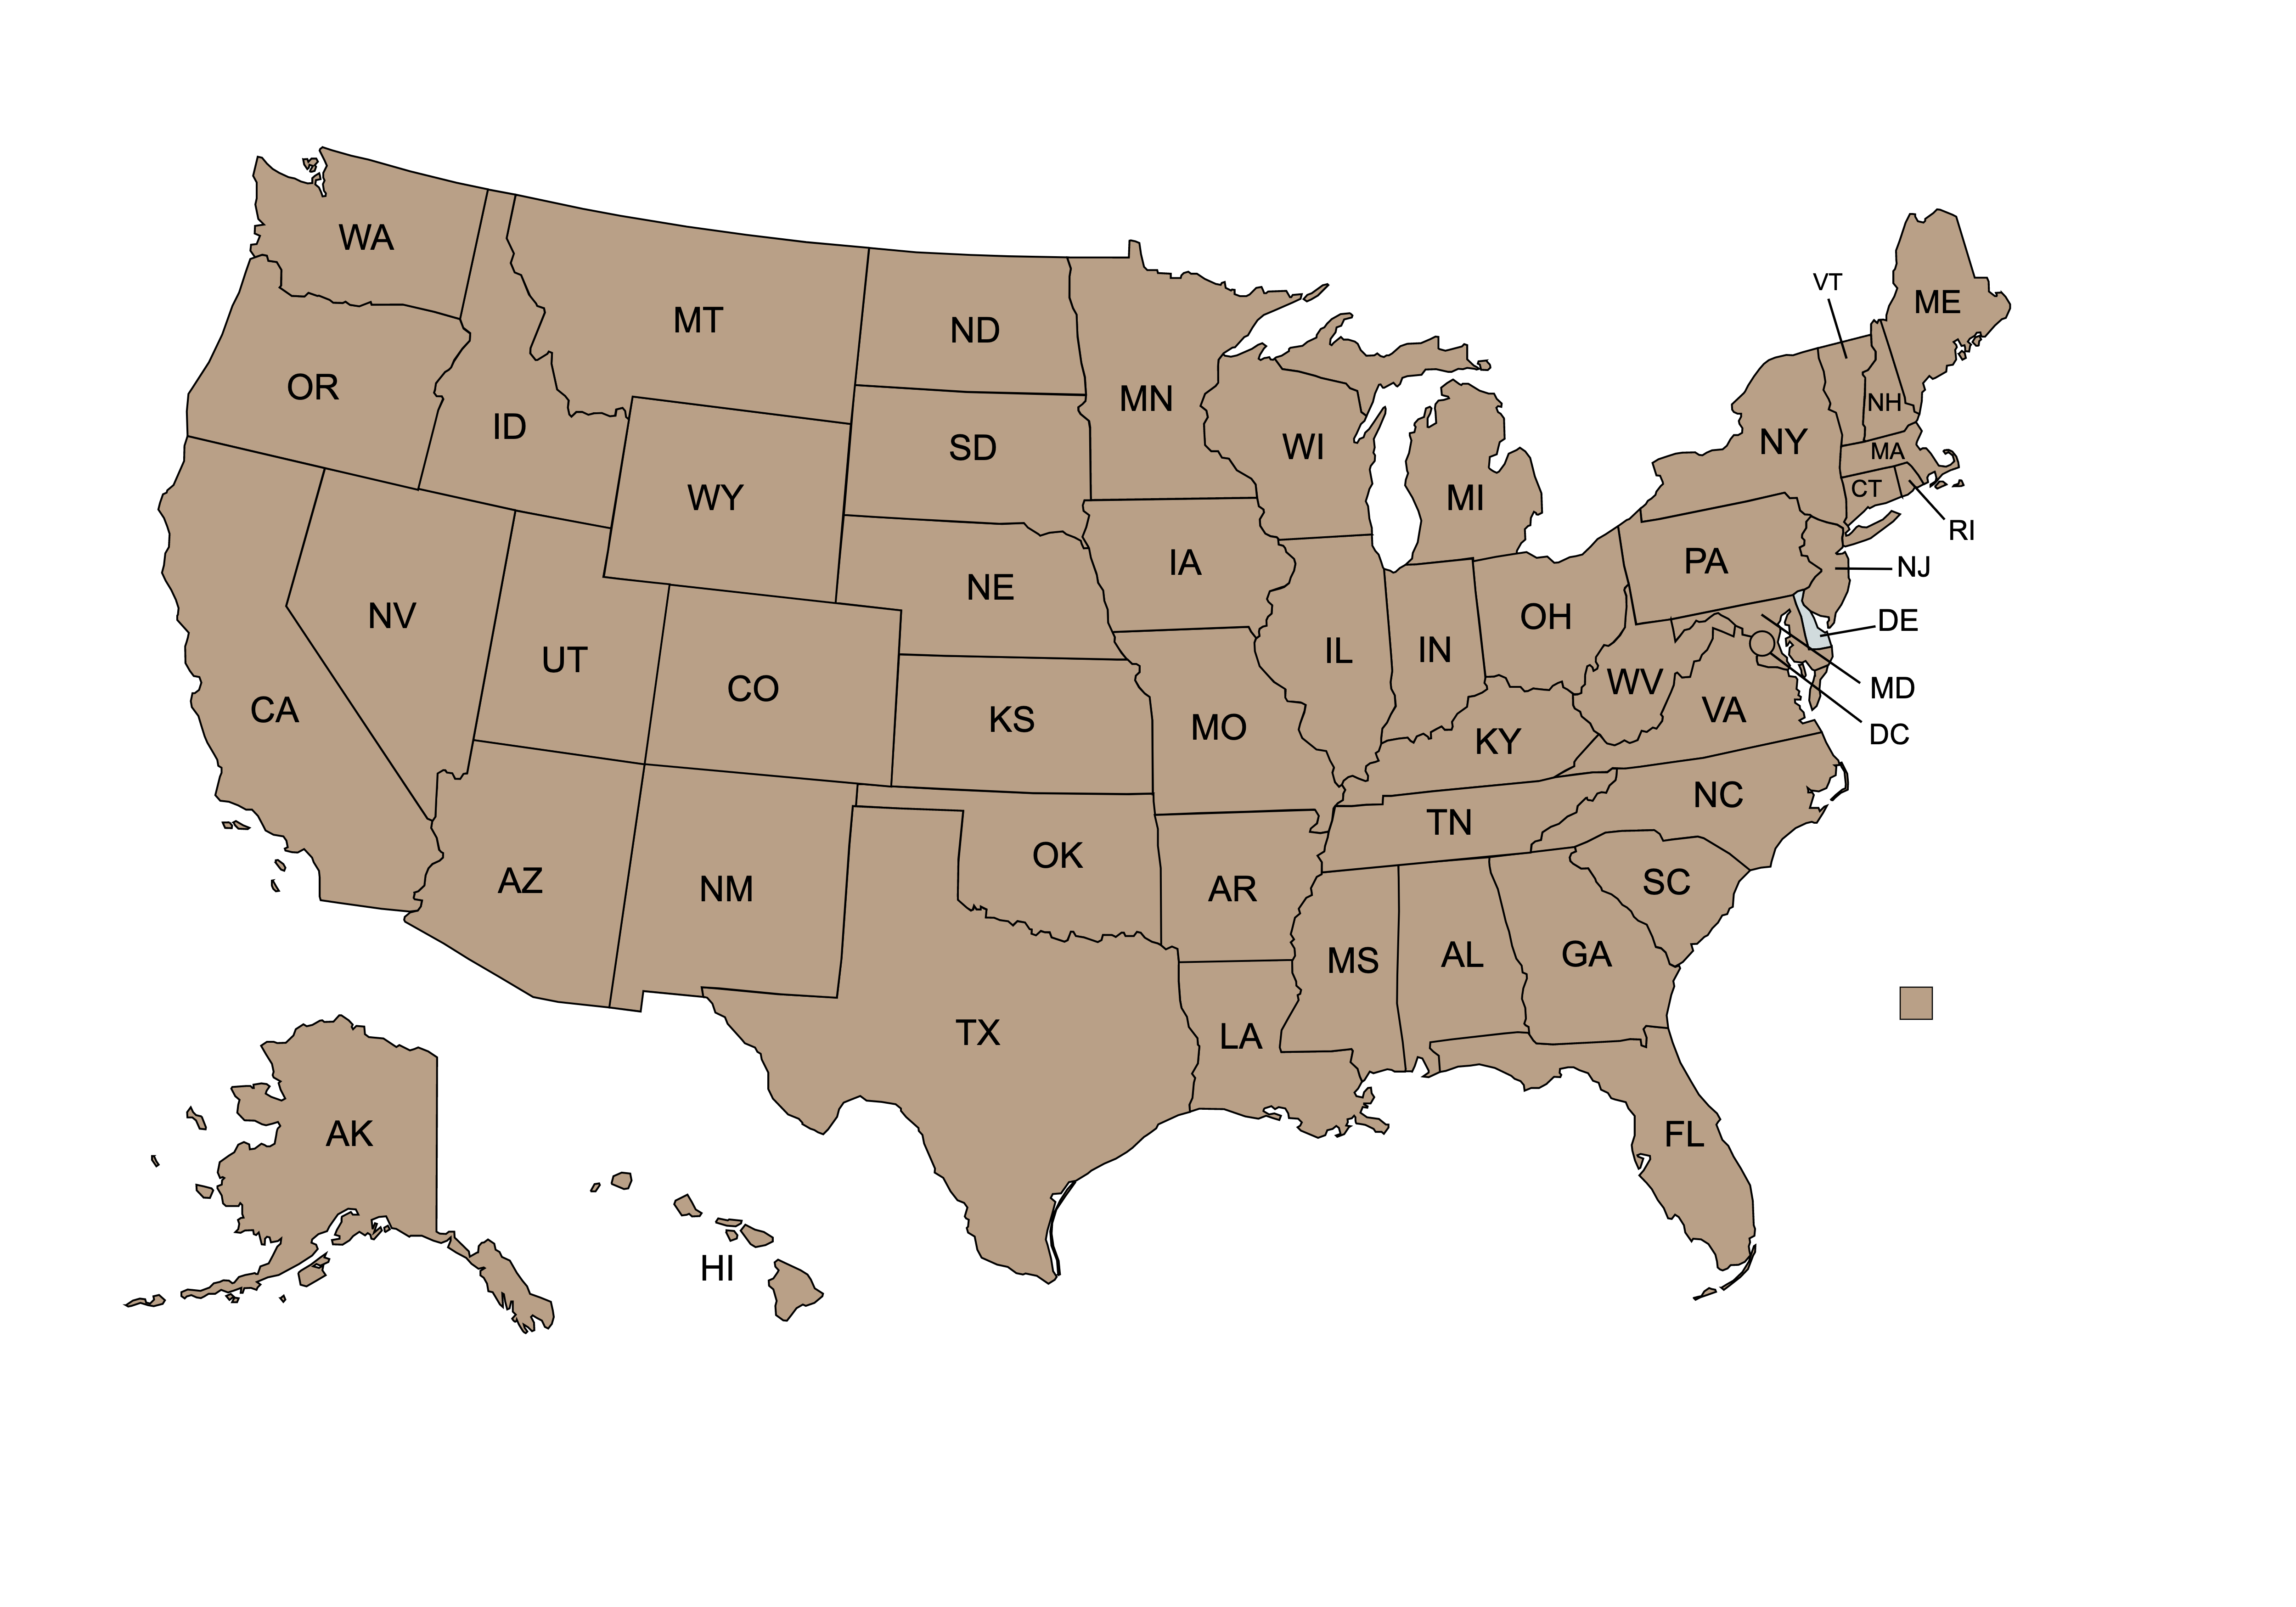 WA
MT
ND
MN
VT
ME
OR
ID
SD
WI
NH
NY
MA
WY
MI
CT
RI
IA
PA
NJ
NE
NV
OH
DE
UT
IL
IN
CO
WV
MD
CA
KS
MO
VA
DC
KY
NC
TN
OK
AZ
NM
AR
SC
MS
AL
GA
TX
LA
AK
FL
HI